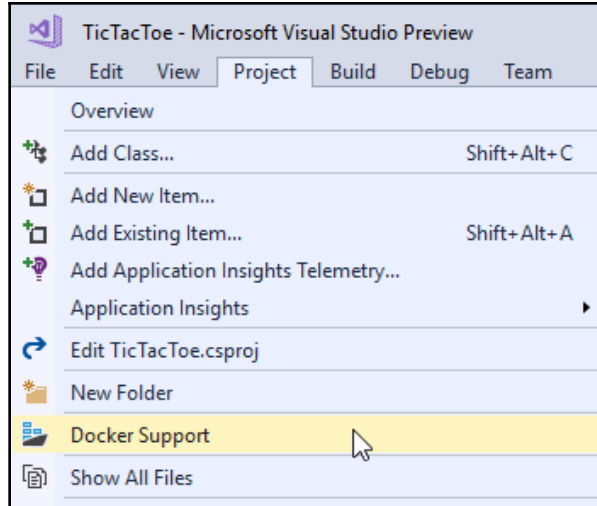 TicTacToe - Microsoft Visual Studio Preview
File Edit View Project Build Debug Team
Overview
Add Class... Shift+Alt+C
Add New Item...
Add Existing Item... Shift+Alt+A
Add Application Insights Telemetry...
Application Insights
Edit TicTacToe.csproj
New Folder
Docker Support
Show All Files